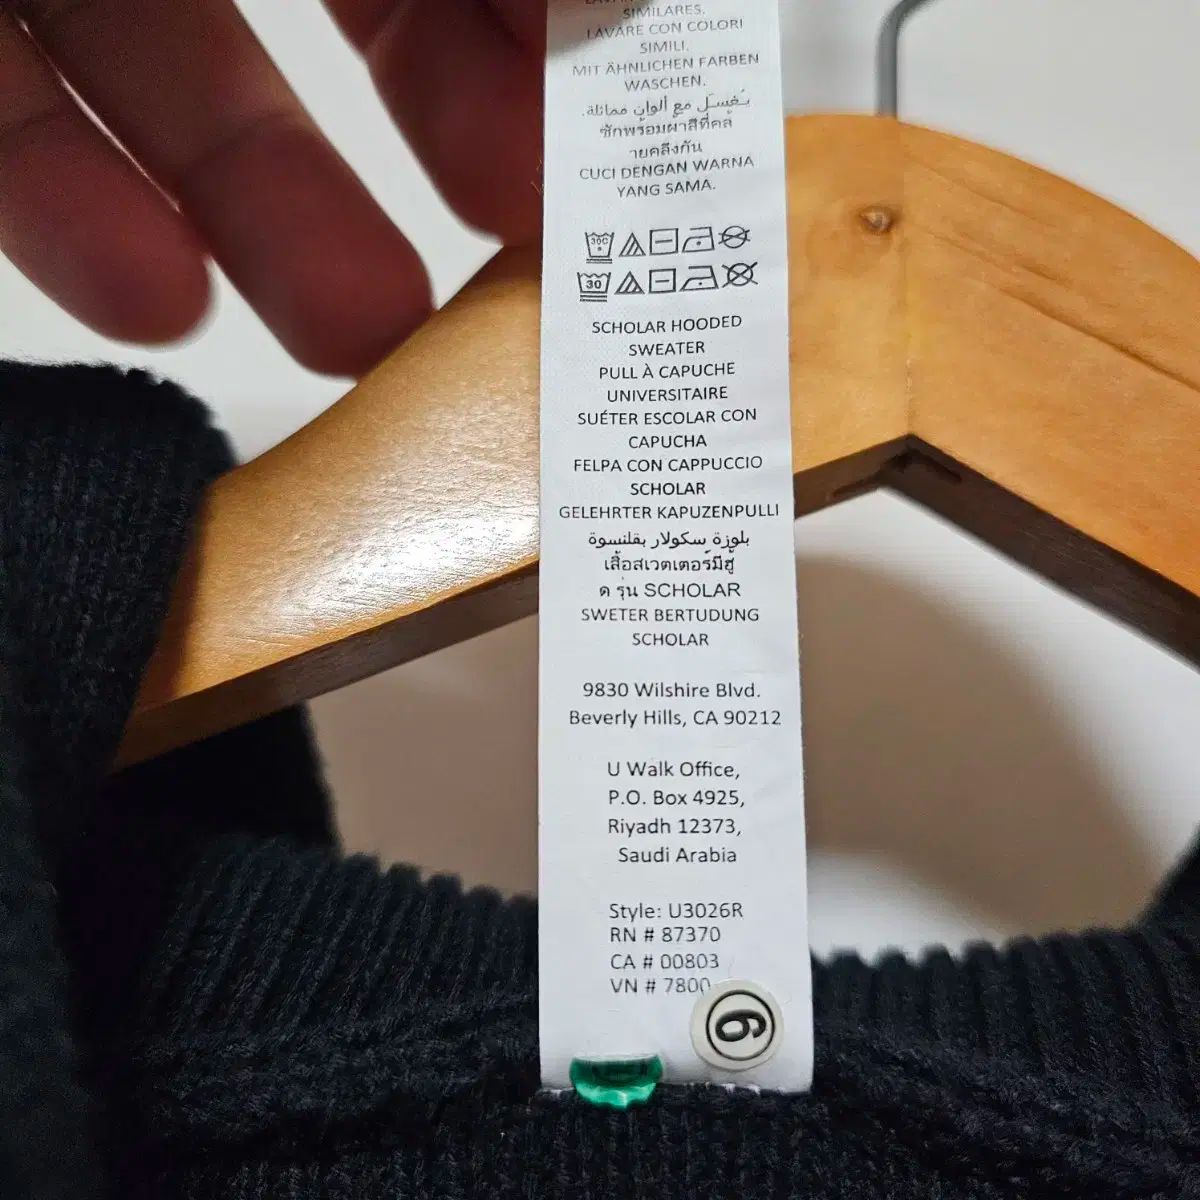 SIMILARES.
LAVARE CON COLORI
SIMILI.
MIT ÄHNLICHEN FARBEN
WASCHEN.
يُغسل مع ألوان مماثلة.
ซักพร้อมผ้าสีที่คล้
ายคลึงกัน
CUCI DENGAN WARNA
YANG SAMA.
30C
30
SCHOLAR HOODED
SWEATER
PULL À CAPUCHE
UNIVERSITAIRE
SUÉTER ESCOLAR CON
CAPUCHA
FELPA CON CAPPUCCIO
SCHOLAR
GELEHRTER KAPUZENPULLI
بلوزة سكولار بقلنسوة
เสื้อสเวตเตอร์มีฮู้
ด รุ่น SCHOLAR
SWETER BERTUDUNG
SCHOLAR
9830 Wilshire Blvd.
Beverly Hills, CA 90212
U Walk Office,
P.O. Box 4925,
Riyadh 12373,
Saudi Arabia
Style: U3026R
RN # 87370
CA # 00803
VN # 7800
6